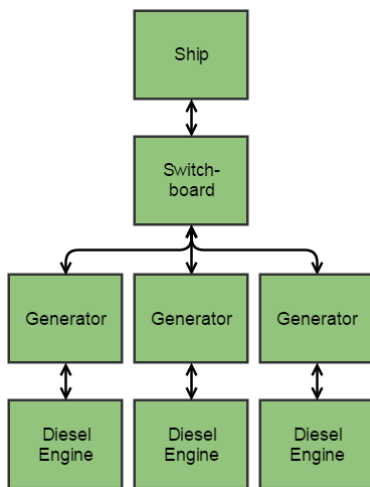 Ship
Switch-
board
Generator
Generator
Generator
Diesel
Engine
Diesel
Engine
Diesel
Engine